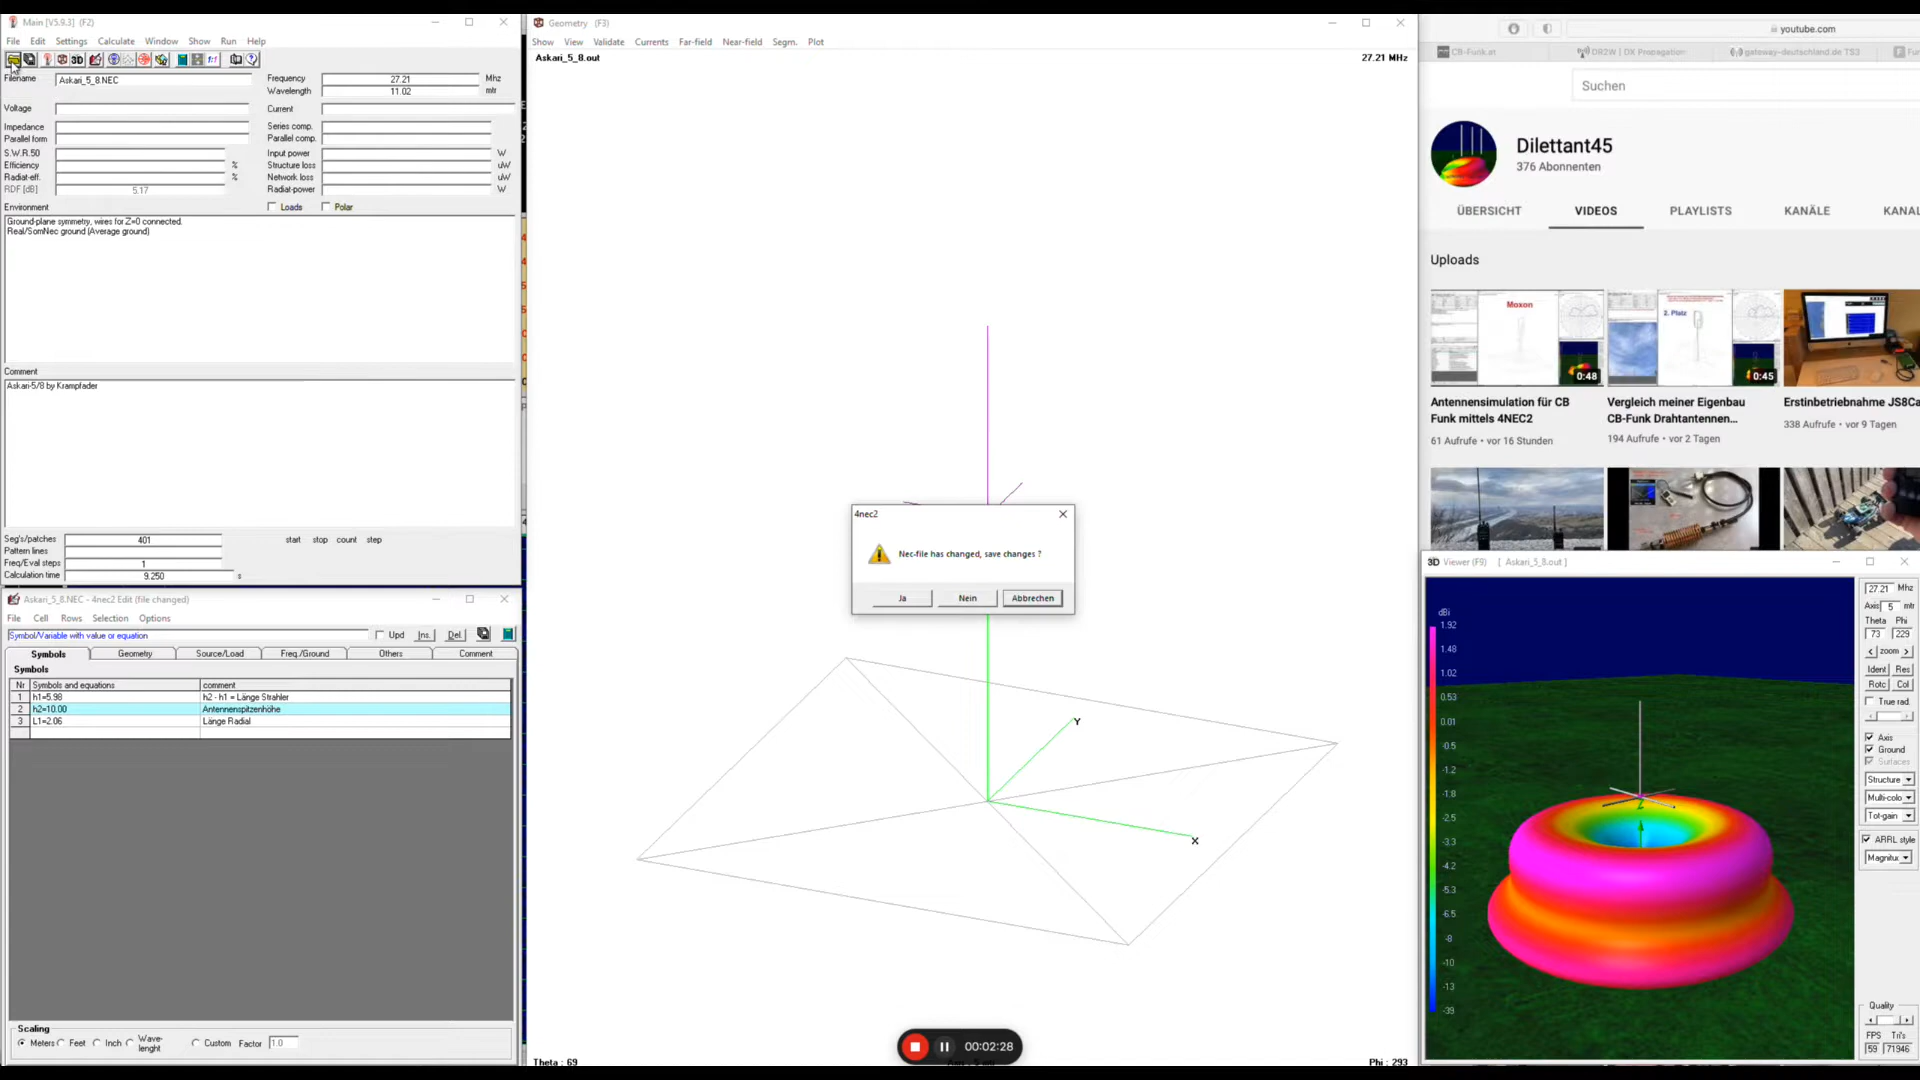 Main [V5.9.3] (F2)
File Edit Settings Calculate Window Show Run Help
3D
Filename Askari_5_8.NEC
Frequency 27.21 Mhz
Wavelength 11.02 mtr
Voltage
Current
Impedance
Series comp.
Parallel form
Parallel comp.
S.W.R.50
Input power W
Efficiency %
Structure loss uW
Radiat-eff. %
Network loss uW
RDF [dB] 5.17
Radiat-power W
Environment
Loads Polar
Ground-plane symmetry, wires for Z=0 connected.
Real/SomNec ground (Average ground)
Comment
Askari-5/8 by Krampfader
Seg's/patches 401
start stop count step
Pattern lines
Freq/Eval steps 1
Calculation time 9.250 s
Askari_5_8.NEC - 4nec2 Edit (file changed)
File Cell Rows Selection Options
Symbol/Variable with value or equation
Upd Ins. Del.
Symbols Geometry Source/Load Freq./Ground Others Comment
Symbols
Nr Symbols and equations comment
1 h1=5.98 h2 - h1 = Länge Strahler
2 h2=10.00 Antennenspitzenhöhe
3 L1=2.06 Länge Radial
Scaling
Meters Feet Inch Wave-lenght Custom Factor 1.0
Geometry (F3)
Show View Validate Currents Far-field Near-field Segm. Plot
Askari_5_8.out
27.21 MHz
4nec2
Nec-file has changed, save changes ?
Ja Nein Abbrechen
Y
X
Theta : 69
Phi : 293
00:02:28
youtube.com
CB-Funk.at
DR2W | DX Propagation
gateway-deutschland.de TS3
Suchen
Dilettant45
376 Abonnenten
ÜBERSICHT VIDEOS PLAYLISTS KANÄLE KANAL
Uploads
Moxon
0:48
2. Platz
0:45
Antennensimulation für CB
Funk mittels 4NEC2
61 Aufrufe • vor 16 Stunden
Vergleich meiner Eigenbau
CB-Funk Drahtantennen...
194 Aufrufe • vor 2 Tagen
Erstinbetriebnahme JS8Ca
338 Aufrufe • vor 9 Tagen
3D Viewer (F9) [ Askari_5_8.out ]
dBi
1.92
1.48
1.02
0.53
0.01
-0.5
-1.2
-1.8
-2.5
-3.3
-4.2
-5.3
-6.5
-8
-10
-13
-39
Z
27.21 Mhz
Axis 5 mtr
Theta Phi
73 229
< zoom >
Ident Res
Rotc Col
True rad.
Axis
Ground
Surfaces
Structure
Multi-colo
Tot-gain
ARRL style
Magnitu
Quality
FPS Tri's
59 71946